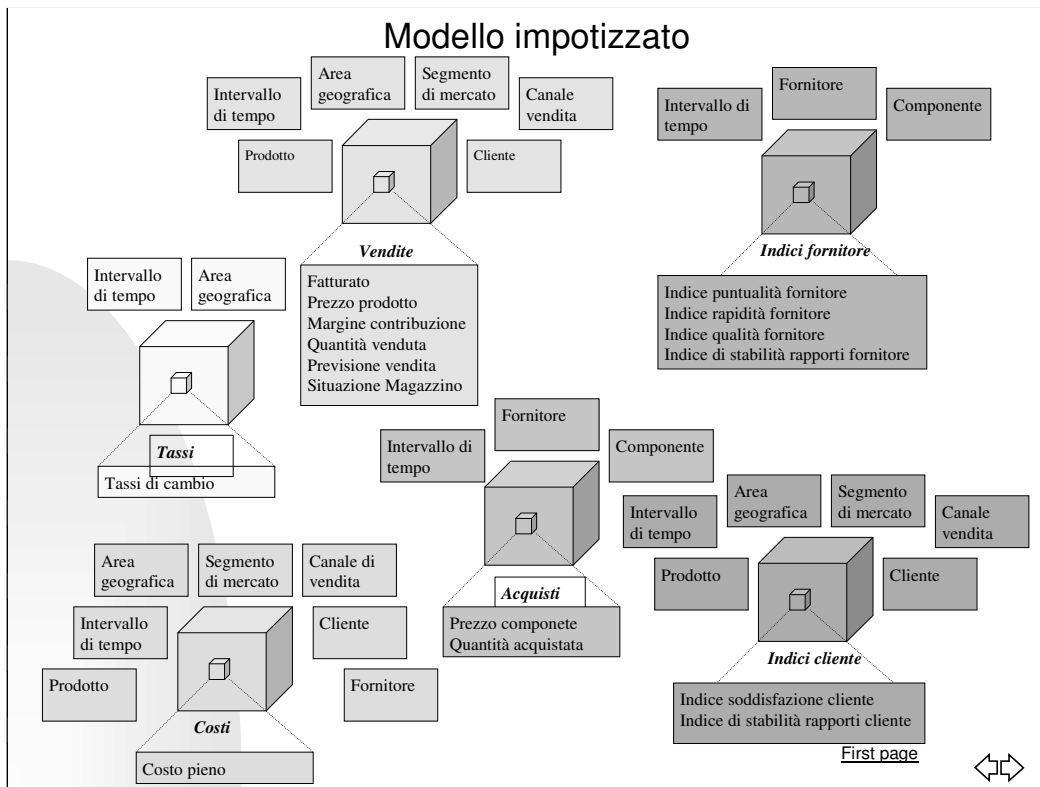 Modello impotizzato
Intervallo
di tempo
Area
geografica
Segmento
di mercato
Canale
vendita
Prodotto
Cliente
Vendite
Fatturato
Prezzo prodotto
Margine contribuzione
Quantità venduta
Previsione vendita
Situazione Magazzino
Intervallo di
tempo
Fornitore
Componente
Indici fornitore
Indice puntualità fornitore
Indice rapidità fornitore
Indice qualità fornitore
Indice di stabilità rapporti fornitore
Intervallo
di tempo
Area
geografica
Tassi
Tassi di cambio
Intervallo di
tempo
Fornitore
Componente
Acquisti
Prezzo componete
Quantità acquistata
Area
geografica
Segmento
di mercato
Canale di
vendita
Intervallo
di tempo
Cliente
Prodotto
Fornitore
Costi
Costo pieno
Intervallo
di tempo
Area
geografica
Segmento
di mercato
Canale
vendita
Prodotto
Cliente
Indici cliente
Indice soddisfazione cliente
Indice di stabilità rapporti cliente
First page